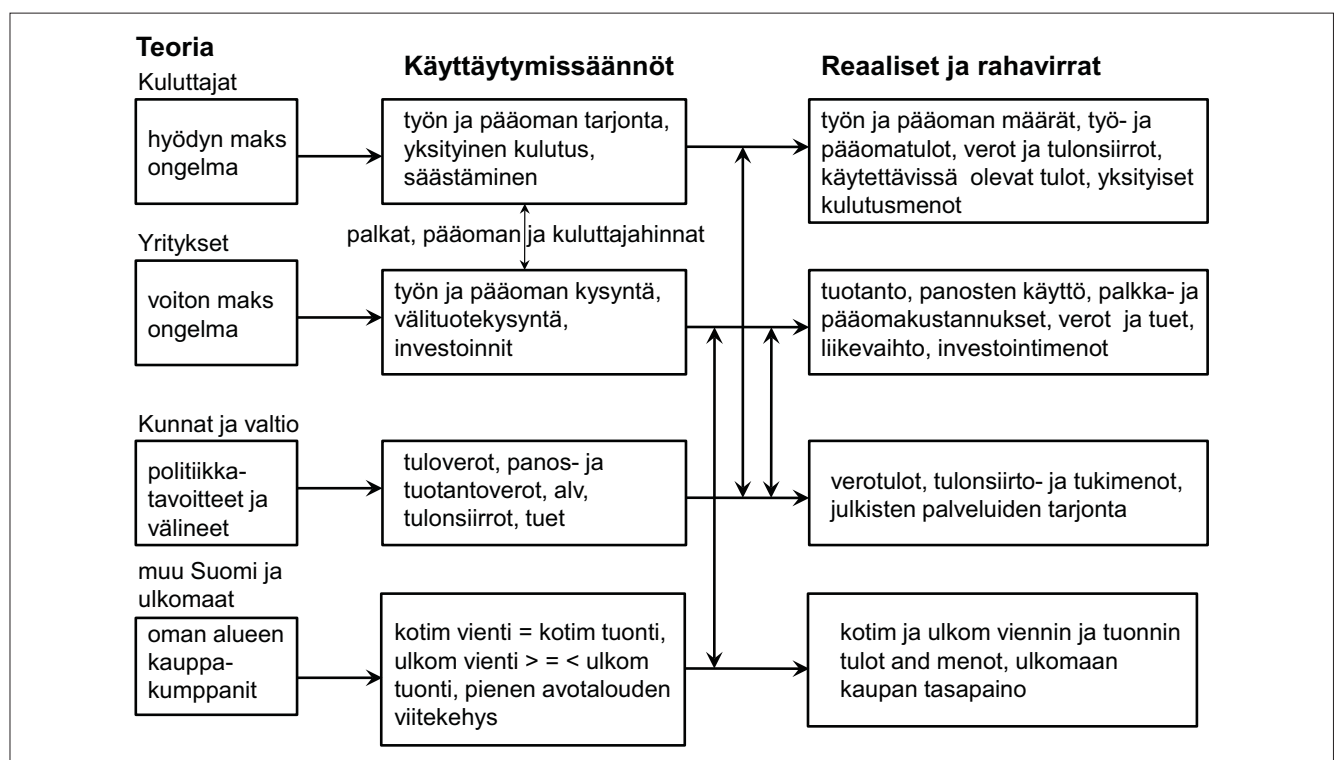 Teoria
Käyttäytymissäännöt
Reaaliset ja rahavirrat
Kuluttajat
hyödyn maks
ongelma
työn ja pääoman tarjonta,
yksityinen kulutus,
säästäminen
työn ja pääoman määrät, työ- ja
pääomatulot, verot ja tulonsiirrot,
käytettävissä olevat tulot, yksityiset
kulutusmenot
palkat, pääoman ja kuluttajahinnat
Yritykset
voiton maks
ongelma
työn ja pääoman kysyntä,
välituotekysyntä,
investoinnit
tuotanto, panosten käyttö, palkka- ja
pääomakustannukset, verot ja tuet,
liikevaihto, investointimenot
Kunnat ja valtio
politiikka-
tavoitteet ja
välineet
tuloverot, panos- ja
tuotantoverot, alv,
tulonsiirrot, tuet
verotulot, tulonsiirto- ja tukimenot,
julkisten palveluiden tarjonta
muu Suomi ja
ulkomaat
oman alueen
kauppa-
kumppanit
kotim vienti = kotim tuonti,
ulkom vienti > = < ulkom
tuonti, pienen avotalouden
viitekehys
kotim ja ulkom viennin ja tuonnin
tulot and menot, ulkomaan
kaupan tasapaino